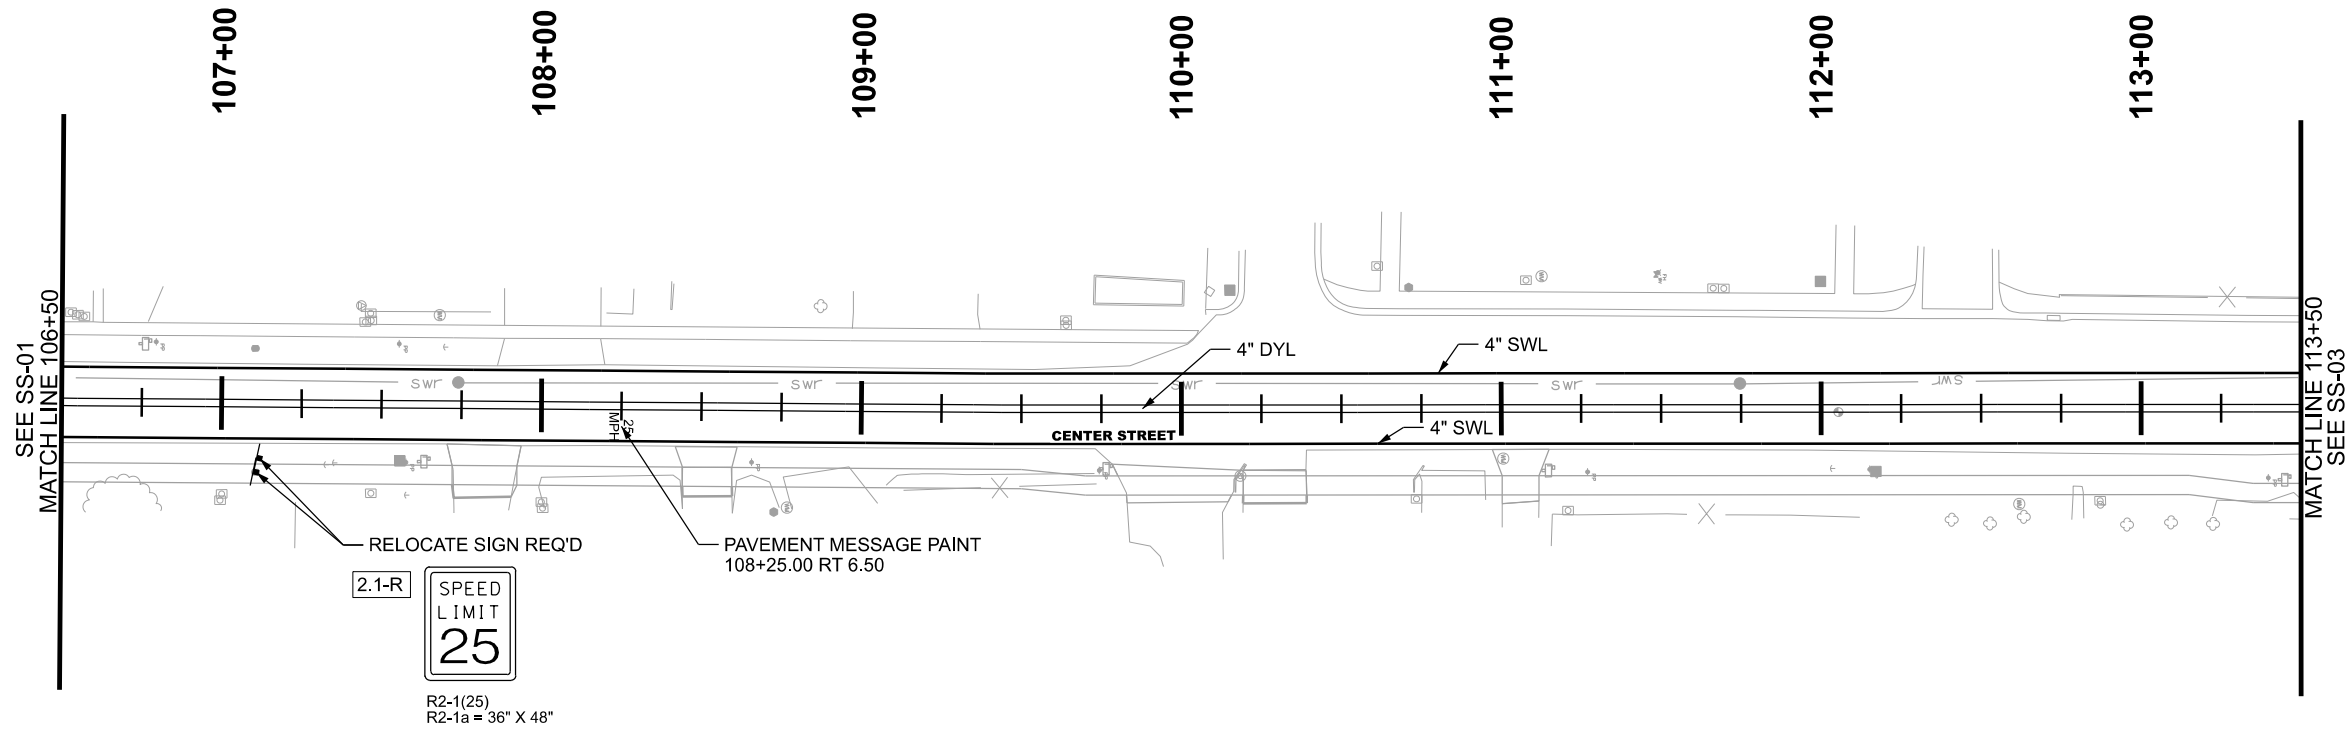 107+00
108+00
109+00
110+00
111+00
112+00
113+00
SEE SS-01
MATCH LINE 106+50
MATCH LINE 113+50
SEE SS-03
4" DYL
4" SWL
swr
swr
swr
swr
swr
25
MPH
CENTER STREET
4" SWL
RELOCATE SIGN REQ'D
PAVEMENT MESSAGE PAINT
108+25.00 RT 6.50
2.1-R
SPEED
LIMIT
25
R2-1(25)
R2-1a = 36" X 48"